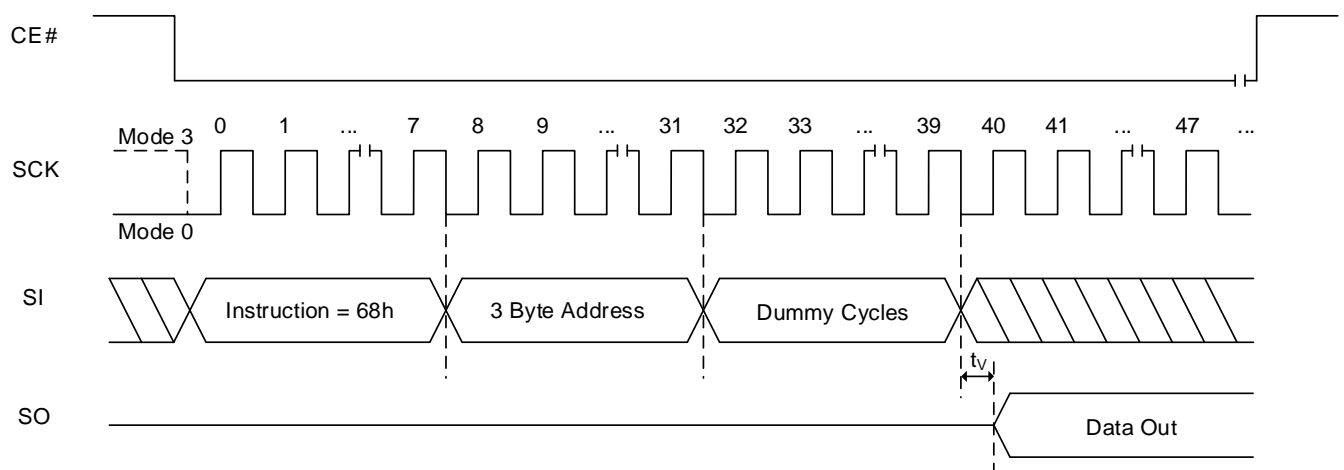 CE#
0 1 ... 7 8 9 ... 31 32 33 ... 39 40 41 ... 47 ...
Mode 3
SCK
Mode 0
SI
Instruction = 68h
3 Byte Address
Dummy Cycles
tV
SO
Data Out